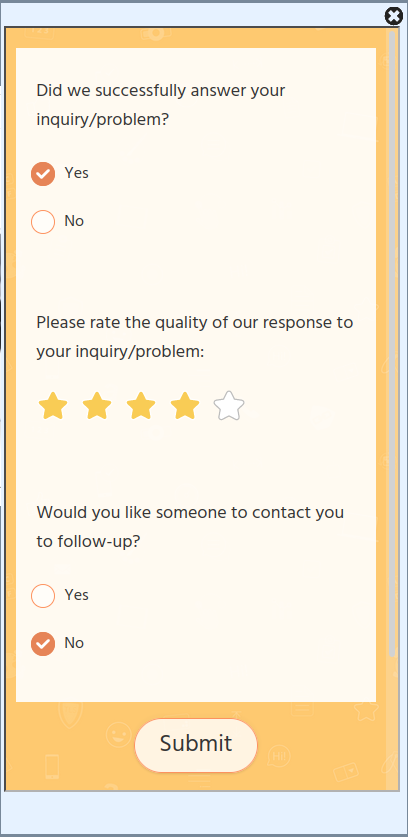 Did we successfully answer your
inquiry/problem?
Yes
No
Please rate the quality of our response to
your inquiry/problem:
Would you like someone to contact you
to follow-up?
Yes
No
Submit